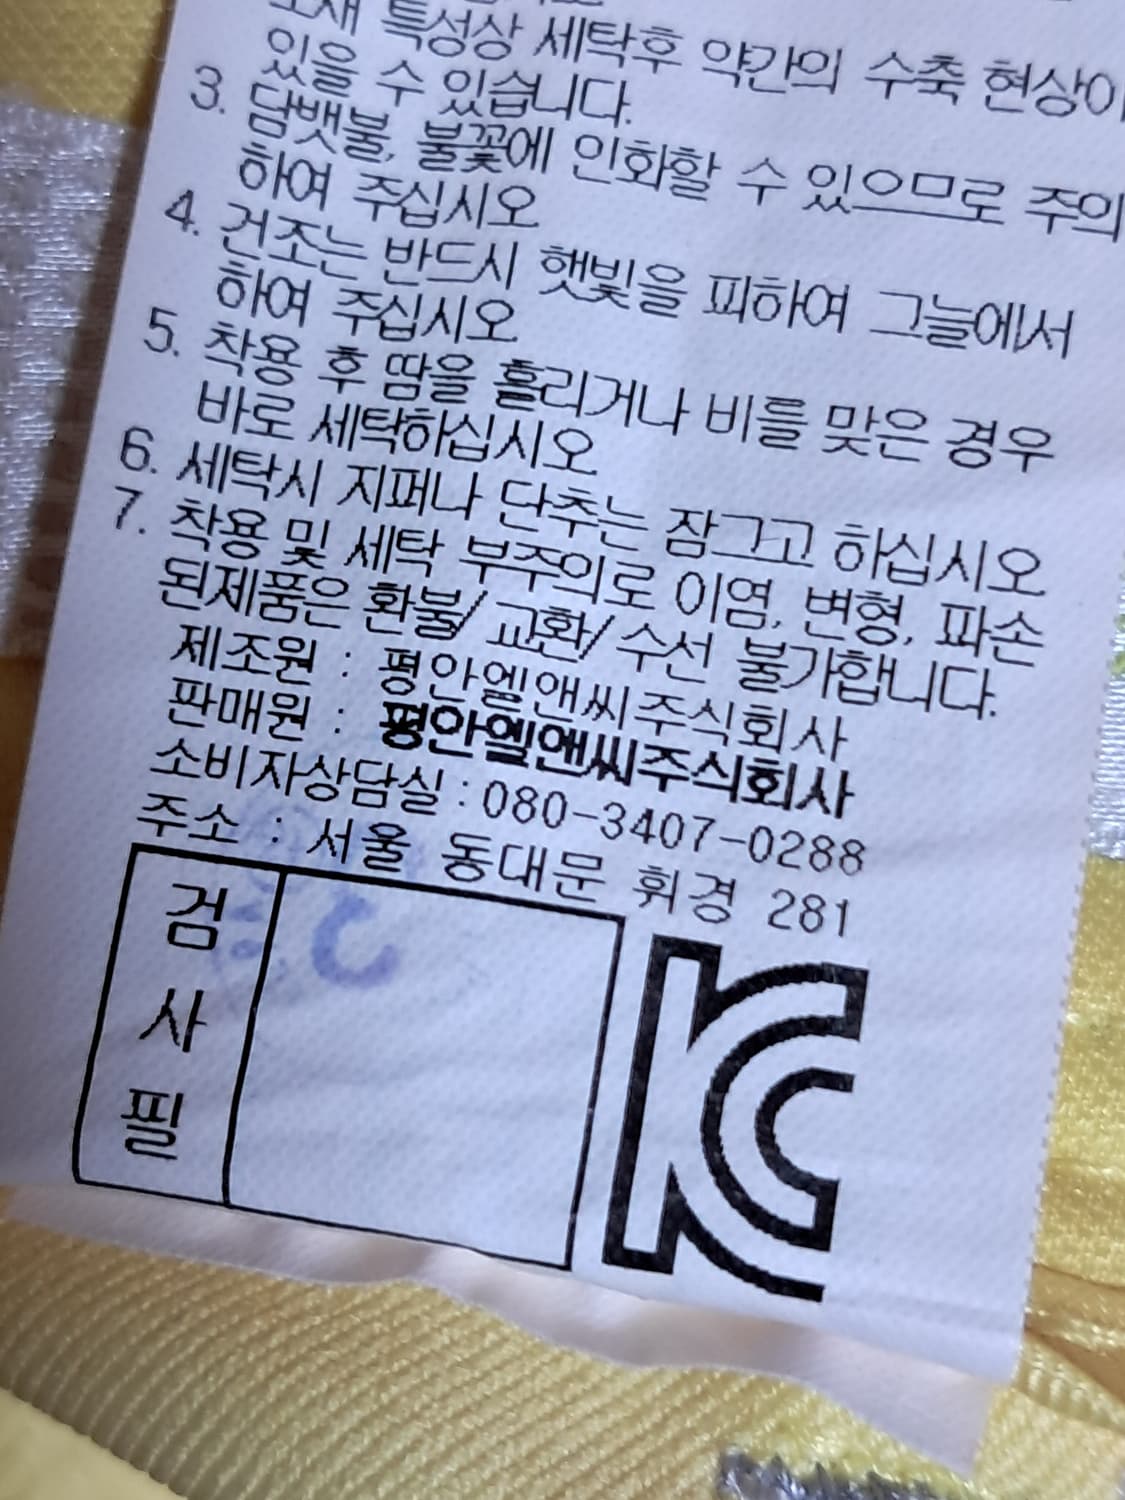 특성상 세탁후 약간의 수축 현상이
있을 수 있습니다.
3. 담뱃불, 불꽃에 인화할 수 있으므로 주의
하여 주십시오
4. 건조는 반드시 햇빛을 피하여 그늘에서
하여 주십시오
5. 착용 후 땀을 흘리거나 비를 맞은 경우
바로 세탁하십시오
6. 세탁시 지퍼나 단추는 잠그고 하십시오
7. 착용 및 세탁 부주의로 이염, 변형, 파손
된제품은 환불/ 교환/ 수선 불가합니다.
제조원 : 평안엘앤씨주식회사
판매원 : 평안엘앤씨주식회사
소비자상담실 : 080-3407-0288
주소 : 서울 동대문 휘경 281
검
사
필
KC